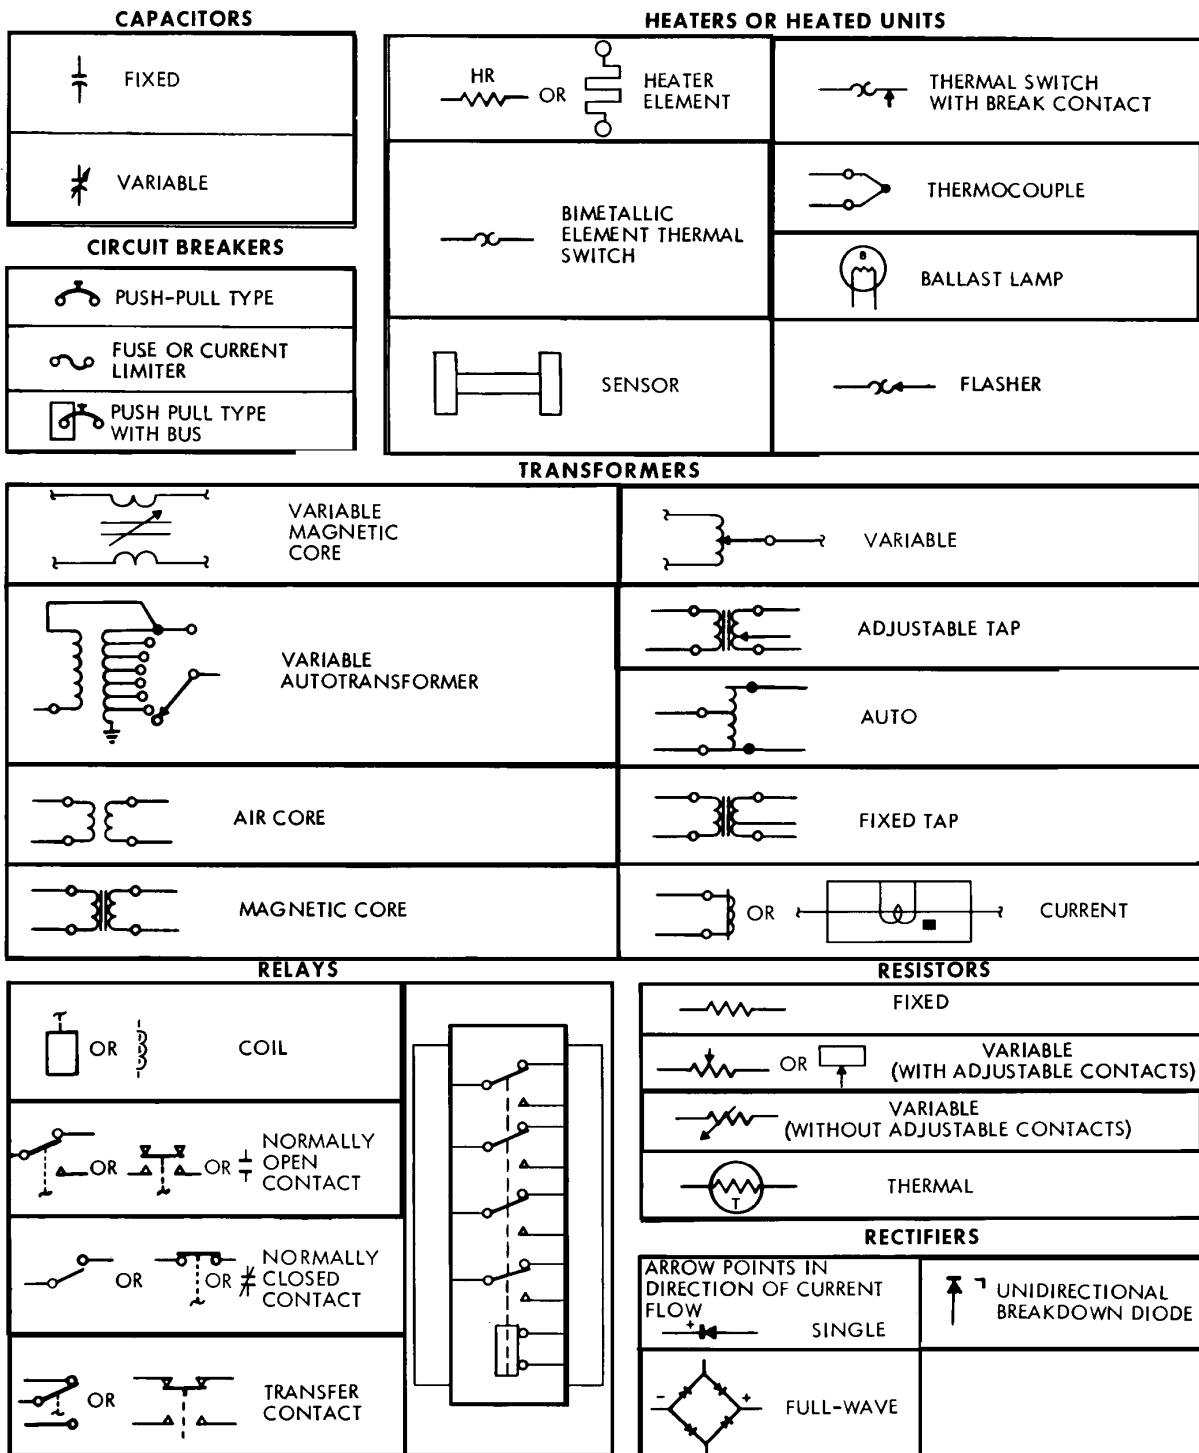 CAPACITORS
FIXED
VARIABLE
CIRCUIT BREAKERS
PUSH-PULL TYPE
FUSE OR CURRENT
LIMITER
PUSH PULL TYPE
WITH BUS
HEATERS OR HEATED UNITS
HR
OR
HEATER
ELEMENT
BIMETALLIC
ELEMENT THERMAL
SWITCH
SENSOR
THERMAL SWITCH
WITH BREAK CONTACT
THERMOCOUPLE
B
BALLAST LAMP
FLASHER
TRANSFORMERS
VARIABLE
MAGNETIC
CORE
VARIABLE
AUTOTRANSFORMER
AIR CORE
MAGNETIC CORE
VARIABLE
ADJUSTABLE TAP
AUTO
FIXED TAP
OR
CURRENT
RELAYS
OR
COIL
OR
OR
NORMALLY
OPEN
CONTACT
OR
OR
NORMALLY
CLOSED
CONTACT
OR
TRANSFER
CONTACT
RESISTORS
FIXED
OR
VARIABLE
(WITH ADJUSTABLE CONTACTS)
VARIABLE
(WITHOUT ADJUSTABLE CONTACTS)
T
THERMAL
RECTIFIERS
ARROW POINTS IN
DIRECTION OF CURRENT
FLOW
+
SINGLE
- +
FULL-WAVE
UNIDIRECTIONAL
BREAKDOWN DIODE